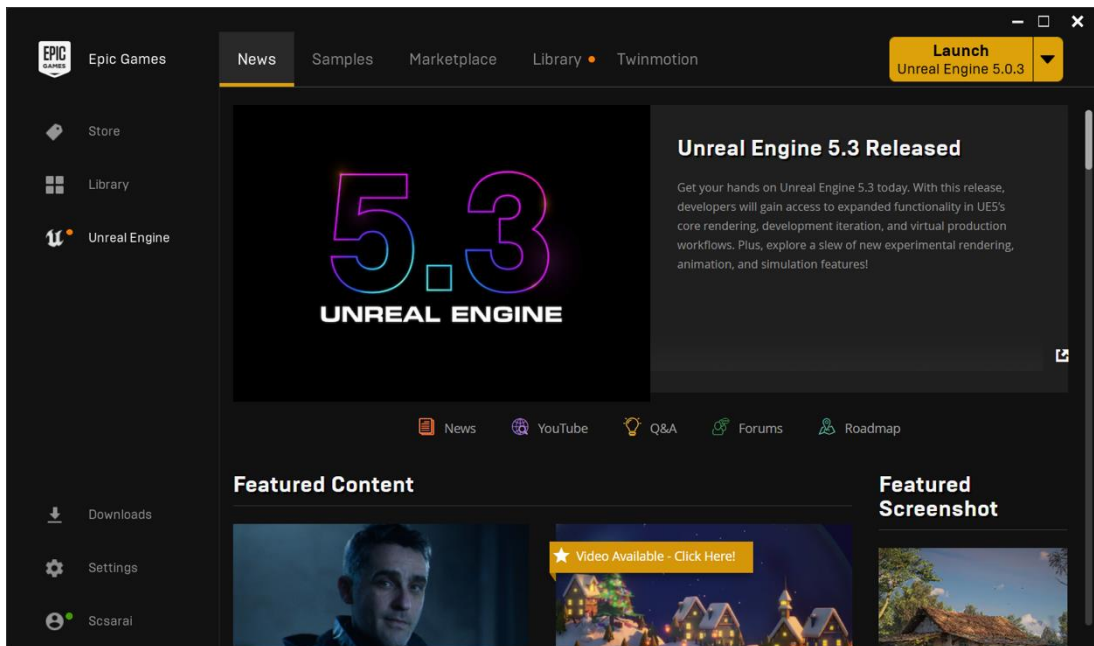 EPIC
GAMES
Epic Games
News
Samples
Marketplace
Library
Twinmotion
Launch
Unreal Engine 5.0.3
Store
Library
Unreal Engine
5.3
UNREAL ENGINE
Unreal Engine 5.3 Released
Get your hands on Unreal Engine 5.3 today. With this release,
developers will gain access to expanded functionality in UE5's
core rendering, development iteration, and virtual production
workflows. Plus, explore a slew of new experimental rendering,
animation, and simulation features!
News
YouTube
Q&A
Forums
Roadmap
Featured Content
Featured
Screenshot
Video Available - Click Here!
Downloads
Settings
Scsarai